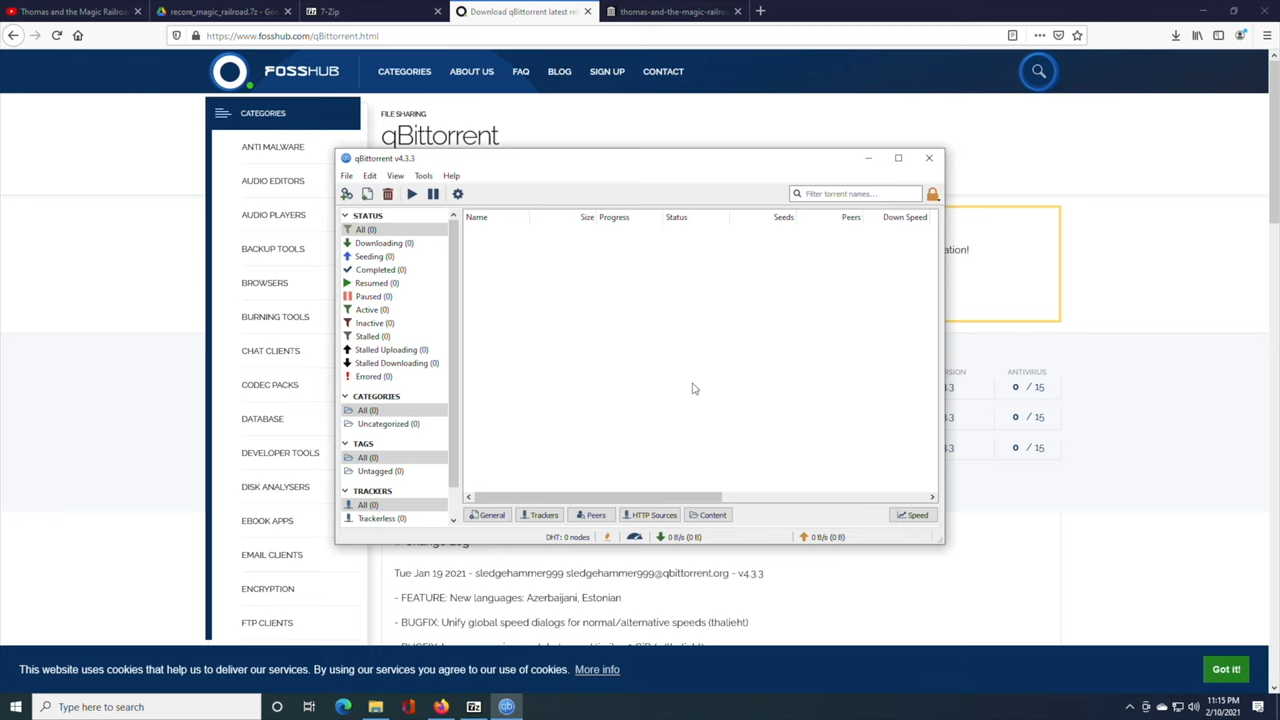 Thomas and the Magic Railroa
recore_magic_railroad.7z - Goo
7-Zip
Download qBittorrent latest rel
thomas-and-the-magic-railroa
https://www.fosshub.com/qBittorrent.html
FOSSHUB
CATEGORIES
ABOUT US
FAQ
BLOG
SIGN UP
CONTACT
CATEGORIES
ANTI MALWARE
AUDIO EDITORS
AUDIO PLAYERS
BACKUP TOOLS
BROWSERS
BURNING TOOLS
CHAT CLIENTS
CODEC PACKS
DATABASE
DEVELOPER TOOLS
DISK ANALYSERS
EBOOK APPS
EMAIL CLIENTS
ENCRYPTION
FTP CLIENTS
FILE SHARING
qBittorrent
qBittorrent v4.3.3
File Edit View Tools Help
Filter torrent names...
STATUS
All (0)
Downloading (0)
Seeding (0)
Completed (0)
Resumed (0)
Paused (0)
Active (0)
Inactive (0)
Stalled (0)
Stalled Uploading (0)
Stalled Downloading (0)
Errored (0)
CATEGORIES
All (0)
Uncategorized (0)
TAGS
All (0)
Untagged (0)
TRACKERS
All (0)
Trackerless (0)
Name Size Progress Status Seeds Peers Down Speed
General Trackers Peers HTTP Sources Content Speed
DHT: 0 nodes 0 B/s (0 B) 0 B/s (0 B)
ation!
RSION ANTIVIRUS
3.3 0 / 15
0 / 15
0 / 15
Tue Jan 19 2021 - sledgehammer999 sledgehammer999@qbittorrent.org - v4.3.3
- FEATURE: New languages: Azerbaijani, Estonian
- BUGFIX: Unify global speed dialogs for normal/alternative speeds (thalieht)
This website uses cookies that help us to deliver our services. By using our services you agree to our use of cookies. More info
Got it!
Type here to search
11:15 PM
2/10/2021